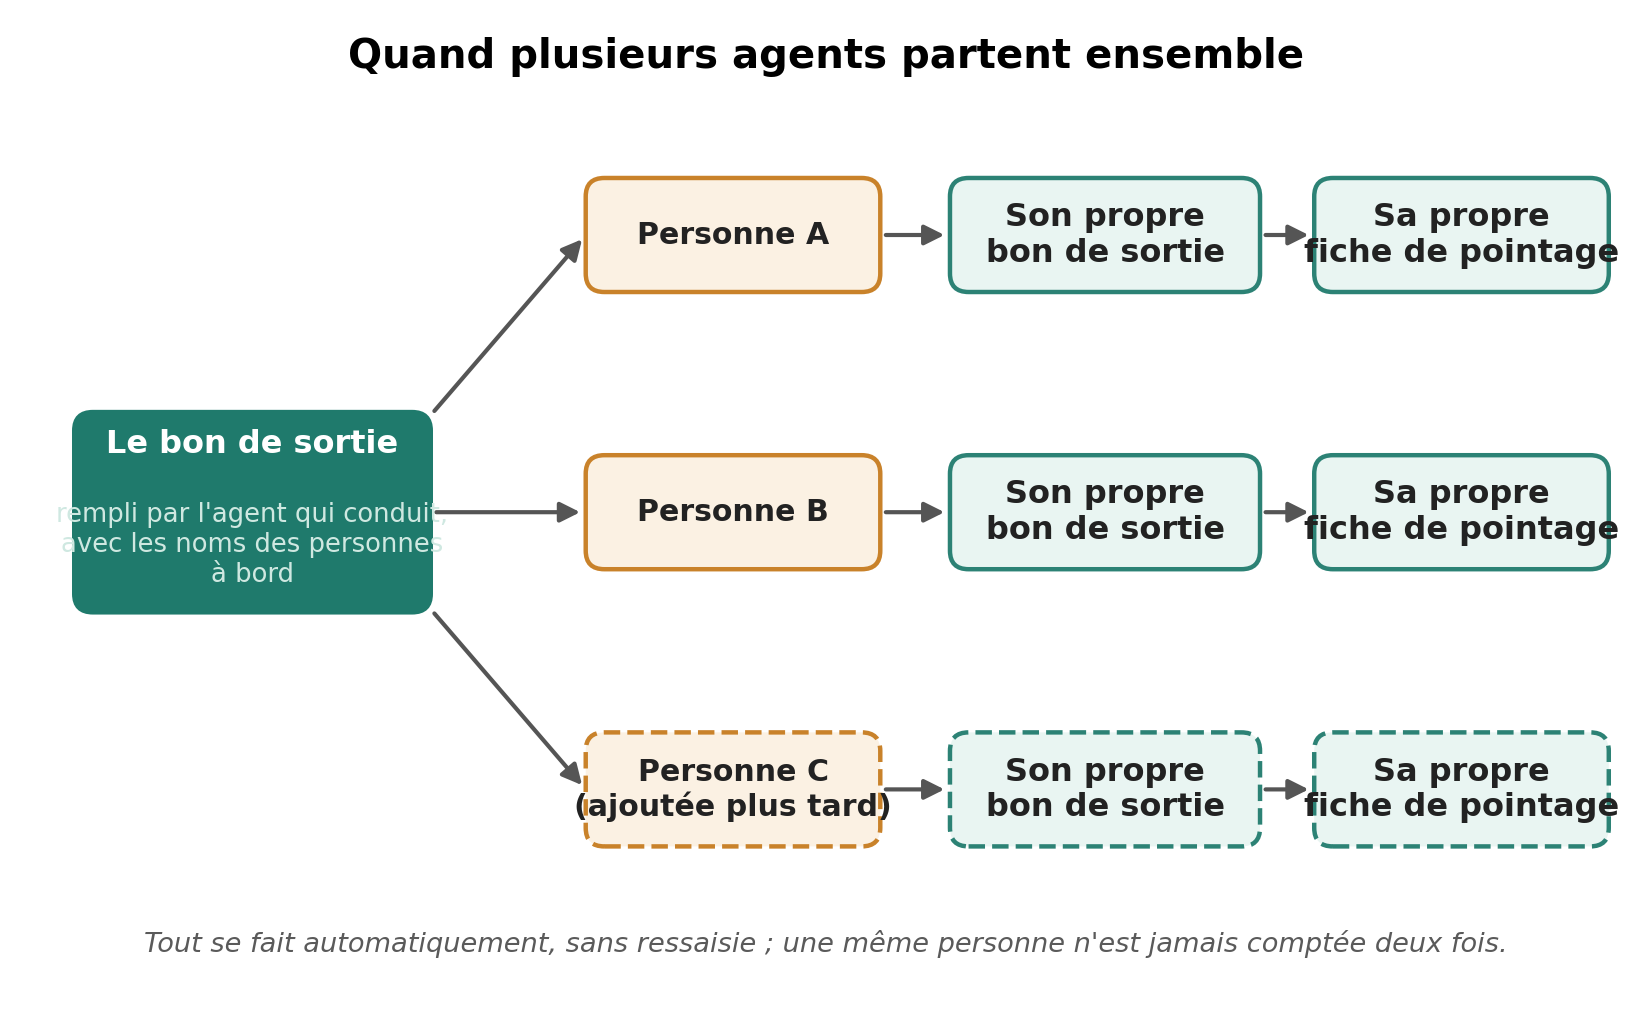 Quand plusieurs agents partent ensemble
Personne A
Son propre
bon de sortie
Sa propre
fiche de pointage
Le bon de sortie
rempli par l'agent qui conduit,
avec les noms des personnes
à bord
Personne B
Son propre
bon de sortie
Sa propre
fiche de pointage
Personne C
(ajoutée plus tard)
Son propre
bon de sortie
Sa propre
fiche de pointage
Tout se fait automatiquement, sans ressaisie ; une même personne n'est jamais comptée deux fois.